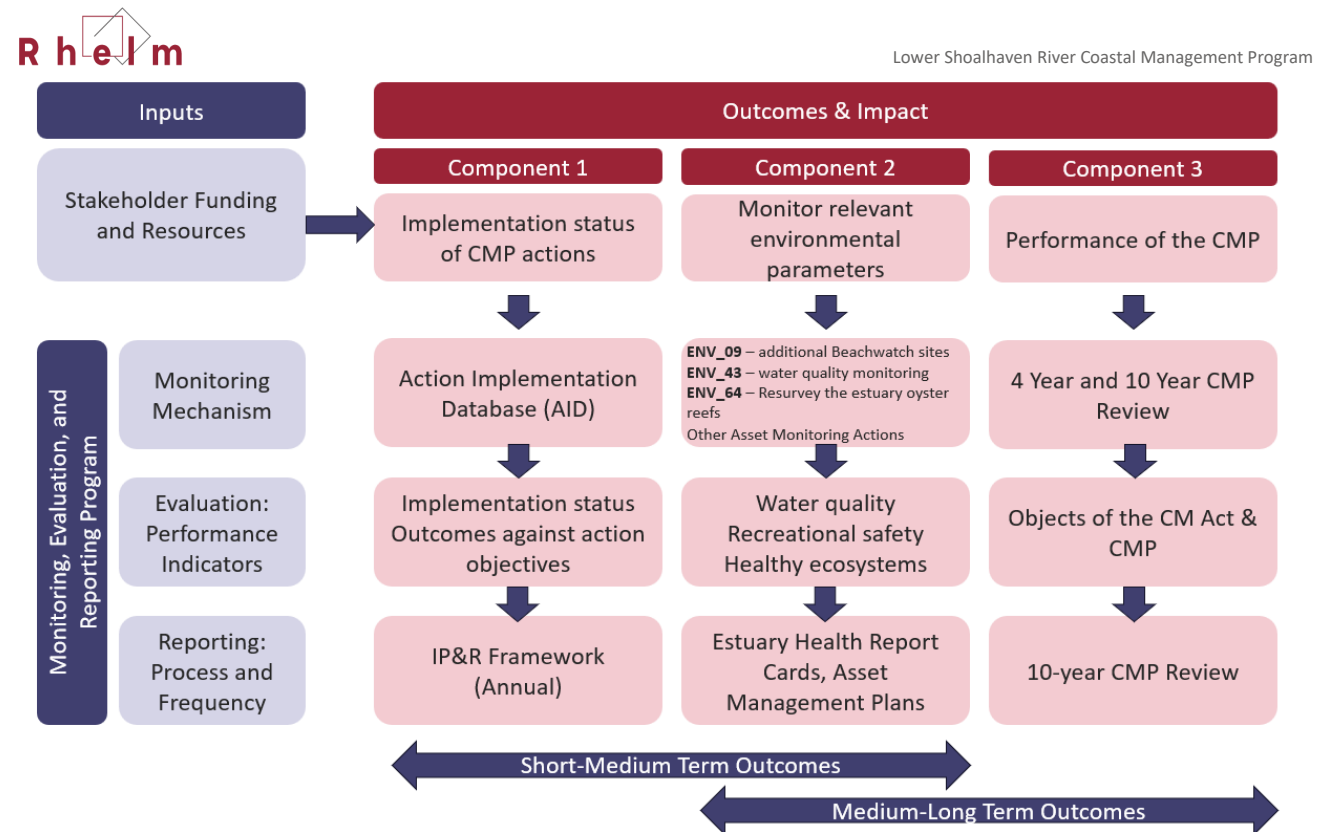 Rhelm
Lower Shoalhaven River Coastal Management Program
Inputs
Outcomes & Impact
Component 1
Component 2
Component 3
Stakeholder Funding
and Resources
Implementation status
of CMP actions
Monitor relevant
environmental
parameters
Performance of the CMP
Monitoring, Evaluation, and
Reporting Program
Monitoring
Mechanism
Action Implementation
Database (AID)
ENV_09 – additional Beachwatch sites
ENV_43 – water quality monitoring
ENV_64 – Resurvey the estuary oyster
reefs
Other Asset Monitoring Actions
4 Year and 10 Year CMP
Review
Evaluation:
Performance
Indicators
Implementation status
Outcomes against action
objectives
Water quality
Recreational safety
Healthy ecosystems
Objects of the CM Act &
CMP
Reporting:
Process and
Frequency
IP&R Framework
(Annual)
Estuary Health Report
Cards, Asset
Management Plans
10-year CMP Review
Short-Medium Term Outcomes
Medium-Long Term Outcomes